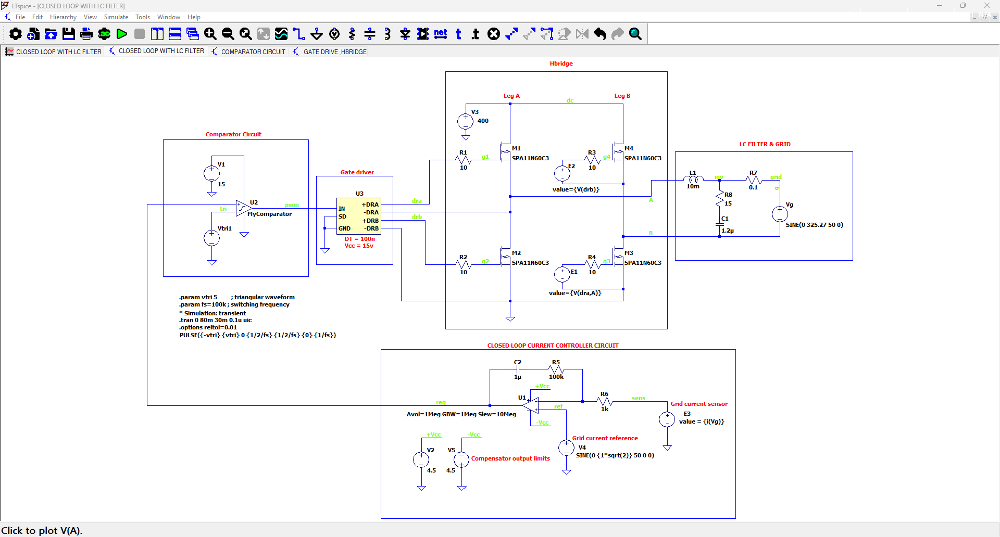 LTspice - [CLOSED LOOP WITH LC FILTER]
File Edit Hierarchy View Simulate Tools Window Help
.ac
net t .t
CLOSED LOOP WITH LC FILTER CLOSED LOOP WITH LC FILTER COMPARATOR CIRCUIT GATE DRIVE_HBRIDGE
Hbridge
Leg A
dc
Leg B
V3
400
M1
SPA11N60C3
R1
g1
10
M4
SPA11N60C3
R3
g4
10
E2
value={V(drb)}
Comparator Circuit
V1
15
U2
MyComparator
tri
pwm
Vtri1
Gate driver
U3
IN
SD
GND
+DRA
-DRA
+DRB
-DRB
DT = 100n
Vcc = 15v
dra
drb
A
B
R2
g2
10
M2
SPA11N60C3
R4
g3
10
E1
M3
SPA11N60C3
value={V(dra,A)}
LC FILTER & GRID
L1
10m
inv
R7
0.1
grid
g
R8
15
C1
1.2µ
Vg
SINE(0 325.27 50 0)
.param vtri 5 ; triangular waveform
.param fs=100k ; switching frequency
* Simulation: transient
.tran 0 80m 30m 0.1u uic
.options reltol=0.01
PULSE({-vtri} {vtri} 0 {1/2/fs} {1/2/fs} {0} {1/fs})
CLOSED LOOP CURRENT CONTROLLER CIRCUIT
C2
1µ
R5
100k
+Vcc
U1
R6
1k
sens
reg
ref
Avol=1Meg GBW=1Meg Slew=10Meg
-Vcc
Grid current sensor
E3
value = {i(Vg)}
+Vcc
-Vcc
V2
4.5
V5
4.5
Compensator output limits
Grid current reference
V4
SINE(0 {1*sqrt(2)} 50 0 0)
Click to plot V(A).